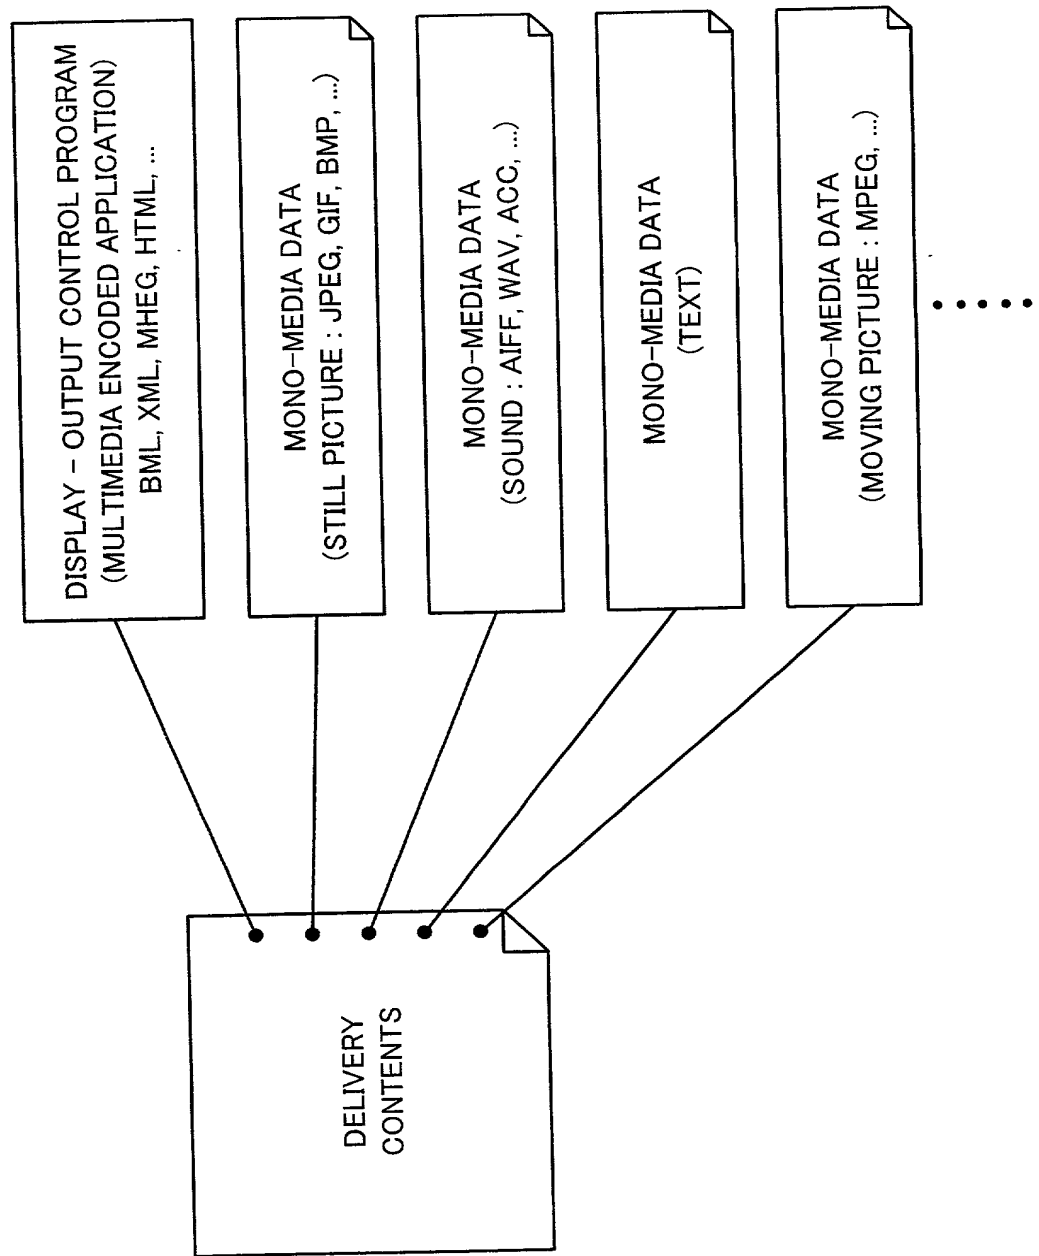 DISPLAY - OUTPUT CONTROL PROGRAM
(MULTIMEDIA ENCODED APPLICATION)
BML, XML, MHEG, HTML, ...
MONO-MEDIA DATA
(STILL PICTURE : JPEG, GIF, BMP, ...)
MONO-MEDIA DATA
(SOUND : AIFF, WAV, ACC, ...)
MONO-MEDIA DATA
(TEXT)
MONO-MEDIA DATA
(MOVING PICTURE : MPEG, ...)
DELIVERY
CONTENTS